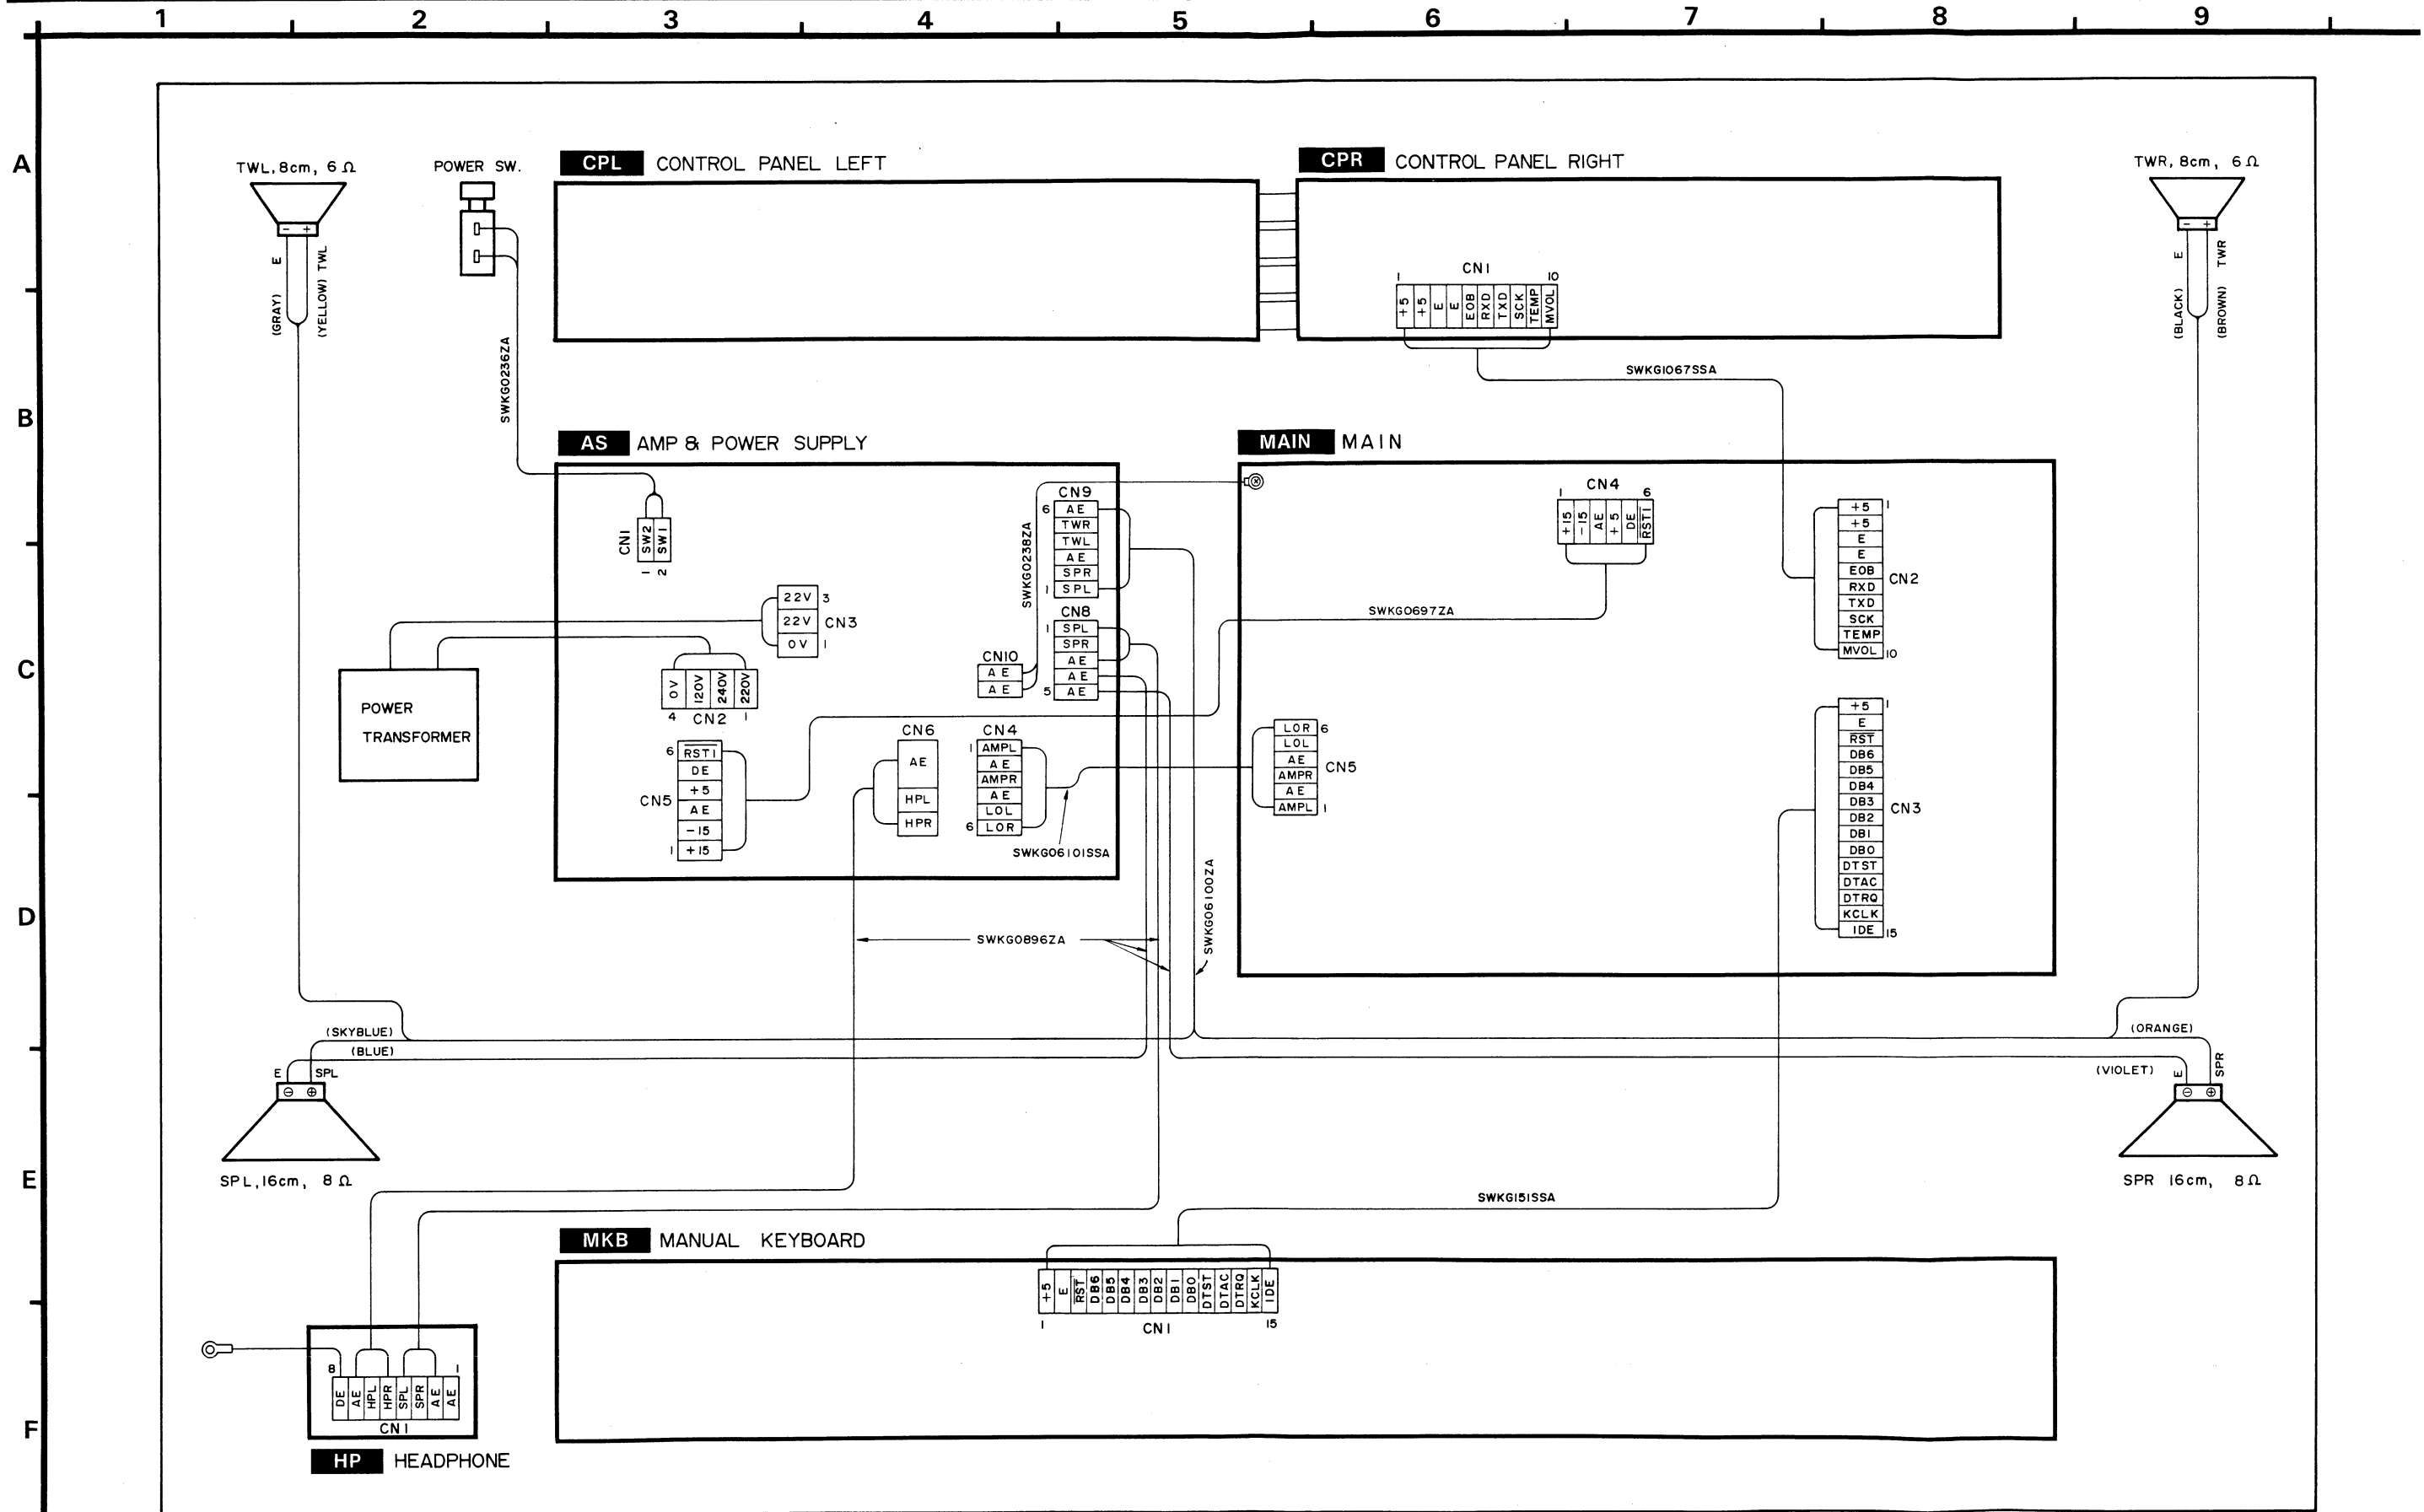 1 2 3 4 5 6 7 8 9
A
TWL, 8cm, 6Ω
POWER SW.
CPL CONTROL PANEL LEFT
CPR CONTROL PANEL RIGHT
TWR, 8cm, 6Ω
- +
- +
E
(YELLOW) TWL
(GRAY)
E
TWR
(BLACK)
(BROWN)
CN1
1 10
+5
+5
E
E
EOB
RXD
TXD
SCK
TEMP
MVOL
SWKG0236ZA
SWKG1067SSA
B
AS AMP & POWER SUPPLY
MAIN MAIN
CN1
SW2
SW1
1 2
SWKG0238ZA
CN9
6 AE
TWR
TWL
AE
SPR
1 SPL
CN4
1 6
+15
-15
AE
+5
DE
RST1
+5 1
+5
E
E
EOB
RXD
TXD
SCK
TEMP
MVOL 10
CN2
C
22V 3
22V
0V 1
CN3
CN8
1 SPL
SPR
AE
AE
5 AE
CN10
AE
AE
SWKG0697ZA
POWER
TRANSFORMER
0V
120V
240V
220V
4 CN2 1
6 RST1
DE
+5
AE
-15
1 +15
CN5
CN6
AE
HPL
HPR
CN4
1 AMPL
AE
AMPR
AE
LOL
6 LOR
SWKG06101SSA
LOR 6
LOL
AE
AMPR
AE
AMPL 1
CN5
+5 1
E
RST
DB6
DB5
DB4
DB3
DB2
DB1
DB0
DTST
DTAC
DTRQ
KCLK
IDE 15
CN3
D
SWKG0896ZA
SWKG06100ZA
(SKYBLUE)
(BLUE)
(ORANGE)
(VIOLET)
E SPL
⊖ ⊕
E
SPR
⊖ ⊕
E
SPL, 16cm, 8Ω
SPR 16cm, 8Ω
SWKG151SSA
MKB MANUAL KEYBOARD
+5
E
RST
DB6
DB5
DB4
DB3
DB2
DB1
DB0
DTST
DTAC
DTRQ
KCLK
IDE
1 CN1 15
F
8 1
DE
AE
HPL
HPR
SPL
SPR
AE
AE
CN1
HP HEADPHONE